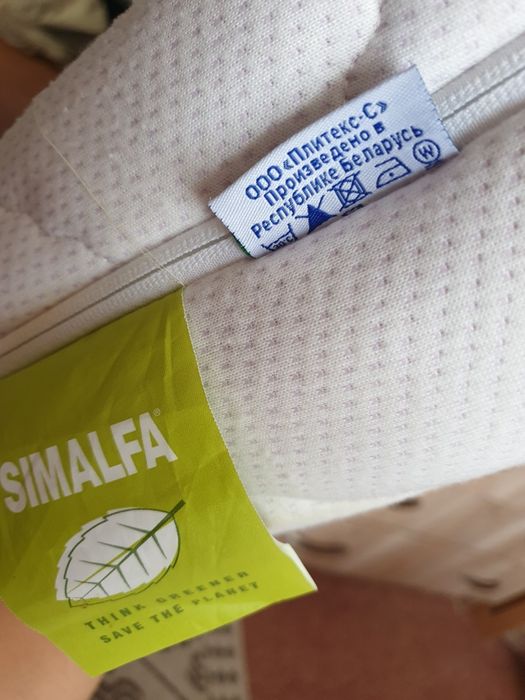 ООО «Плитекс-С»
Произведено в
Республике Беларусь
W
SIMALFA®
THINK GREENER
SAVE THE PLANET